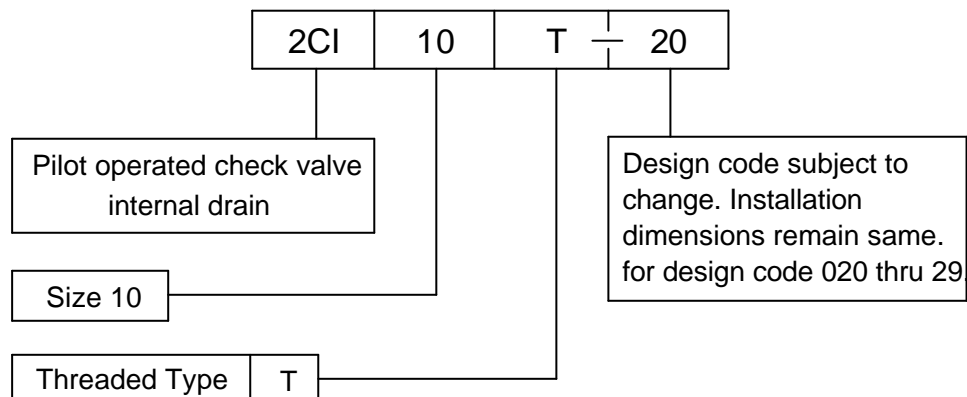 2CI 10 T — 20
Pilot operated check valve
internal drain
Design code subject to
change. Installation
dimensions remain same.
for design code 020 thru 29.
Size 10
Threaded Type T